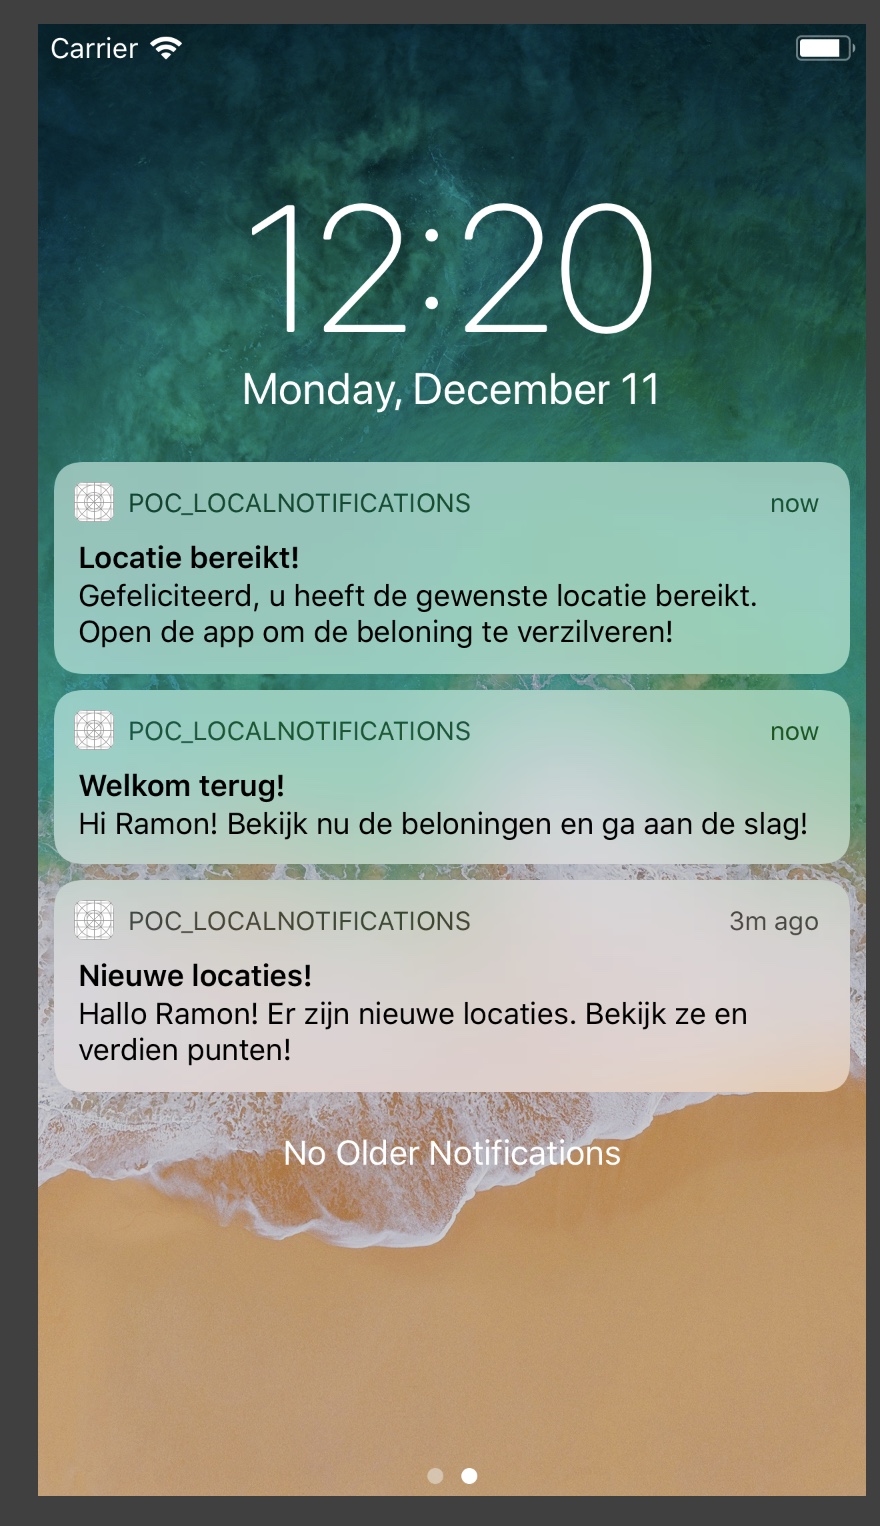 Carrier
12:20
Monday, December 11
POC_LOCALNOTIFICATIONS now
Locatie bereikt!
Gefeliciteerd, u heeft de gewenste locatie bereikt.
Open de app om de beloning te verzilveren!
POC_LOCALNOTIFICATIONS now
Welkom terug!
Hi Ramon! Bekijk nu de beloningen en ga aan de slag!
POC_LOCALNOTIFICATIONS 3m ago
Nieuwe locaties!
Hallo Ramon! Er zijn nieuwe locaties. Bekijk ze en
verdien punten!
No Older Notifications